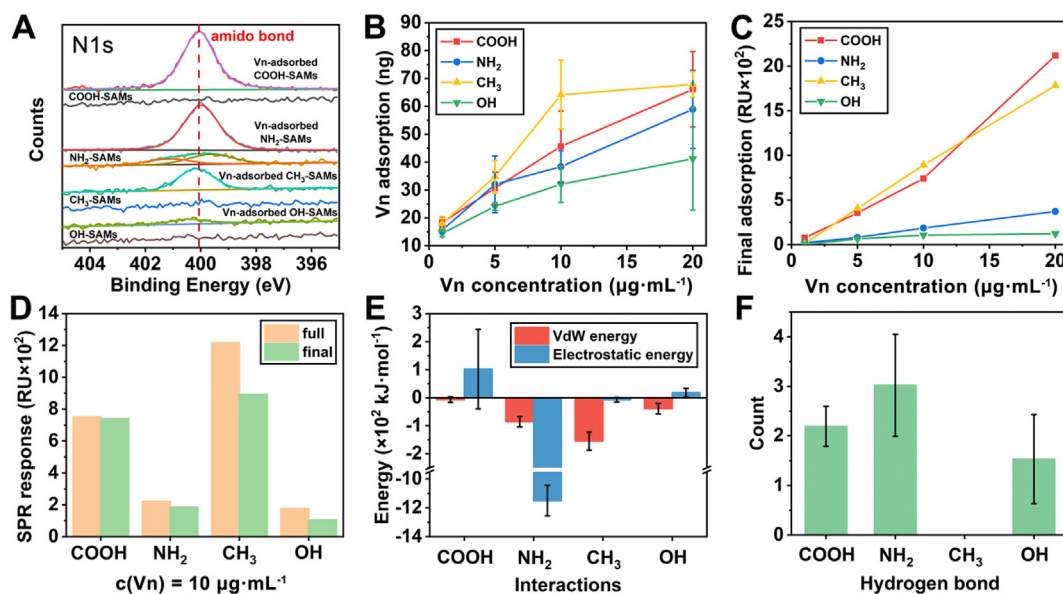 A
N1s
amido bond
Vn-adsorbed
COOH-SAMs
COOH-SAMs
Vn-adsorbed
NH₂-SAMs
NH₂-SAMs
Vn-adsorbed CH₃-SAMs
CH₃-SAMs
Vn-adsorbed OH-SAMs
OH-SAMs
Counts
404 402 400 398 396
Binding Energy (eV)
B
COOH
NH₂
CH₃
OH
Vn adsorption (ng)
90
80
70
60
50
40
30
20
10
0 5 10 15 20
Vn concentration (μg·mL⁻¹)
C
COOH
NH₂
CH₃
OH
Final adsorption (RU×10²)
25
20
15
10
5
0
0 5 10 15 20
Vn concentration (μg·mL⁻¹)
D
full
final
SPR response (RU×10²)
14
12
10
8
6
4
2
0
COOH NH₂ CH₃ OH
c(Vn) = 10 μg·mL⁻¹
E
VdW energy
Electrostatic energy
Energy (×10² kJ·mol⁻¹)
3
2
1
0
-1
-2
-10
-12
-14
COOH NH₂ CH₃ OH
Interactions
F
Count
4
3
2
1
0
COOH NH₂ CH₃ OH
Hydrogen bond